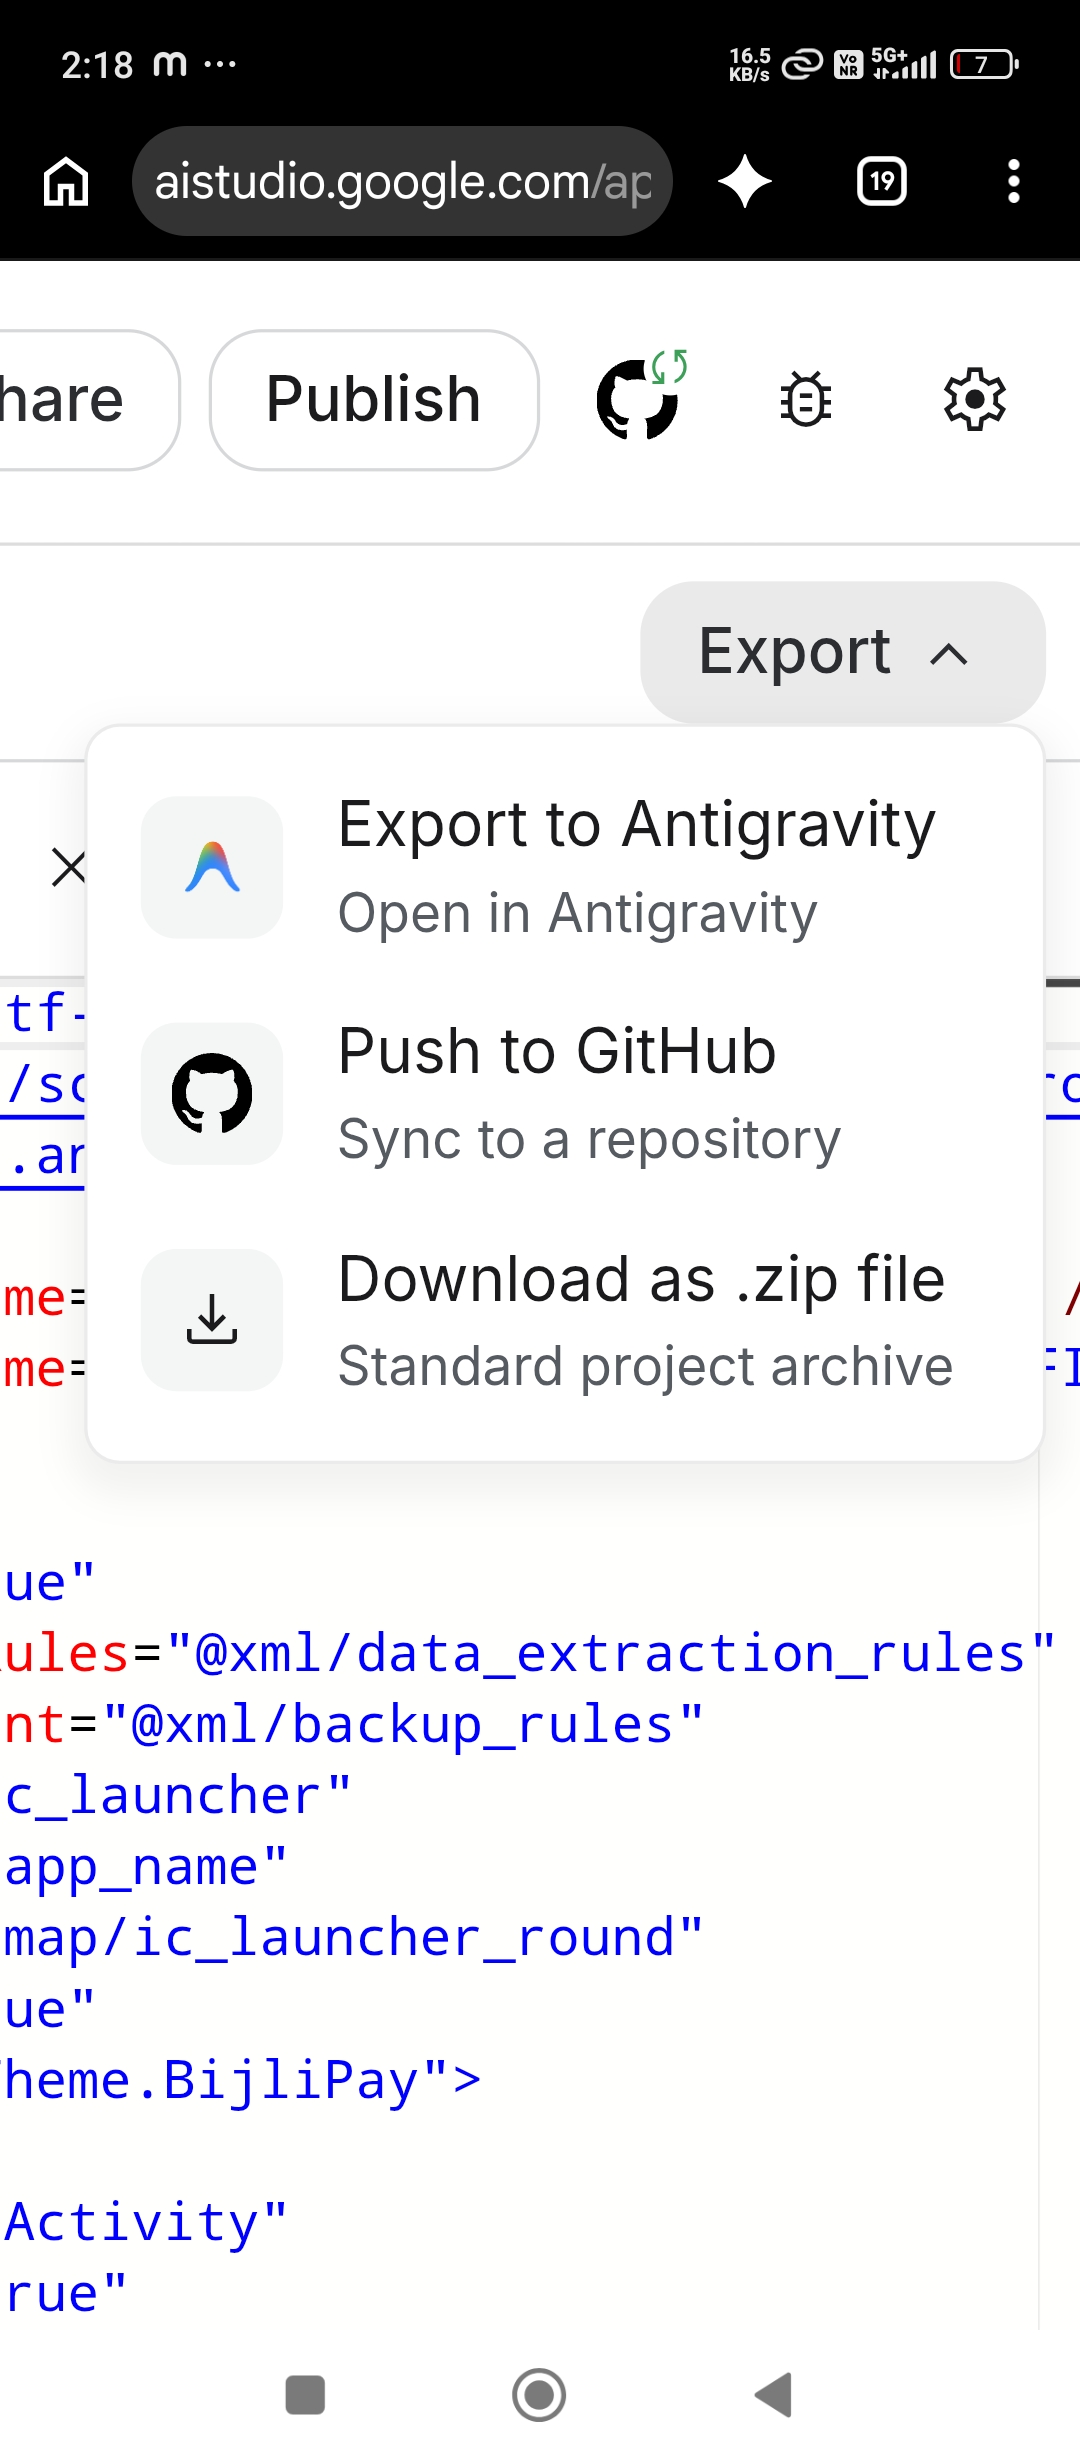 2:18 m ...
16.5 KB/s Vo NR 5G+ 7
aistudio.google.com/ap
19
hare
Publish
Export
Export to Antigravity
Open in Antigravity
Push to GitHub
Sync to a repository
Download as .zip file
Standard project archive
tf-
/sc
.ar
me=
me=
ue"
ules="@xml/data_extraction_rules"
nt="@xml/backup_rules"
c_launcher"
app_name"
map/ic_launcher_round"
ue"
heme.BijliPay">
Activity"
rue"